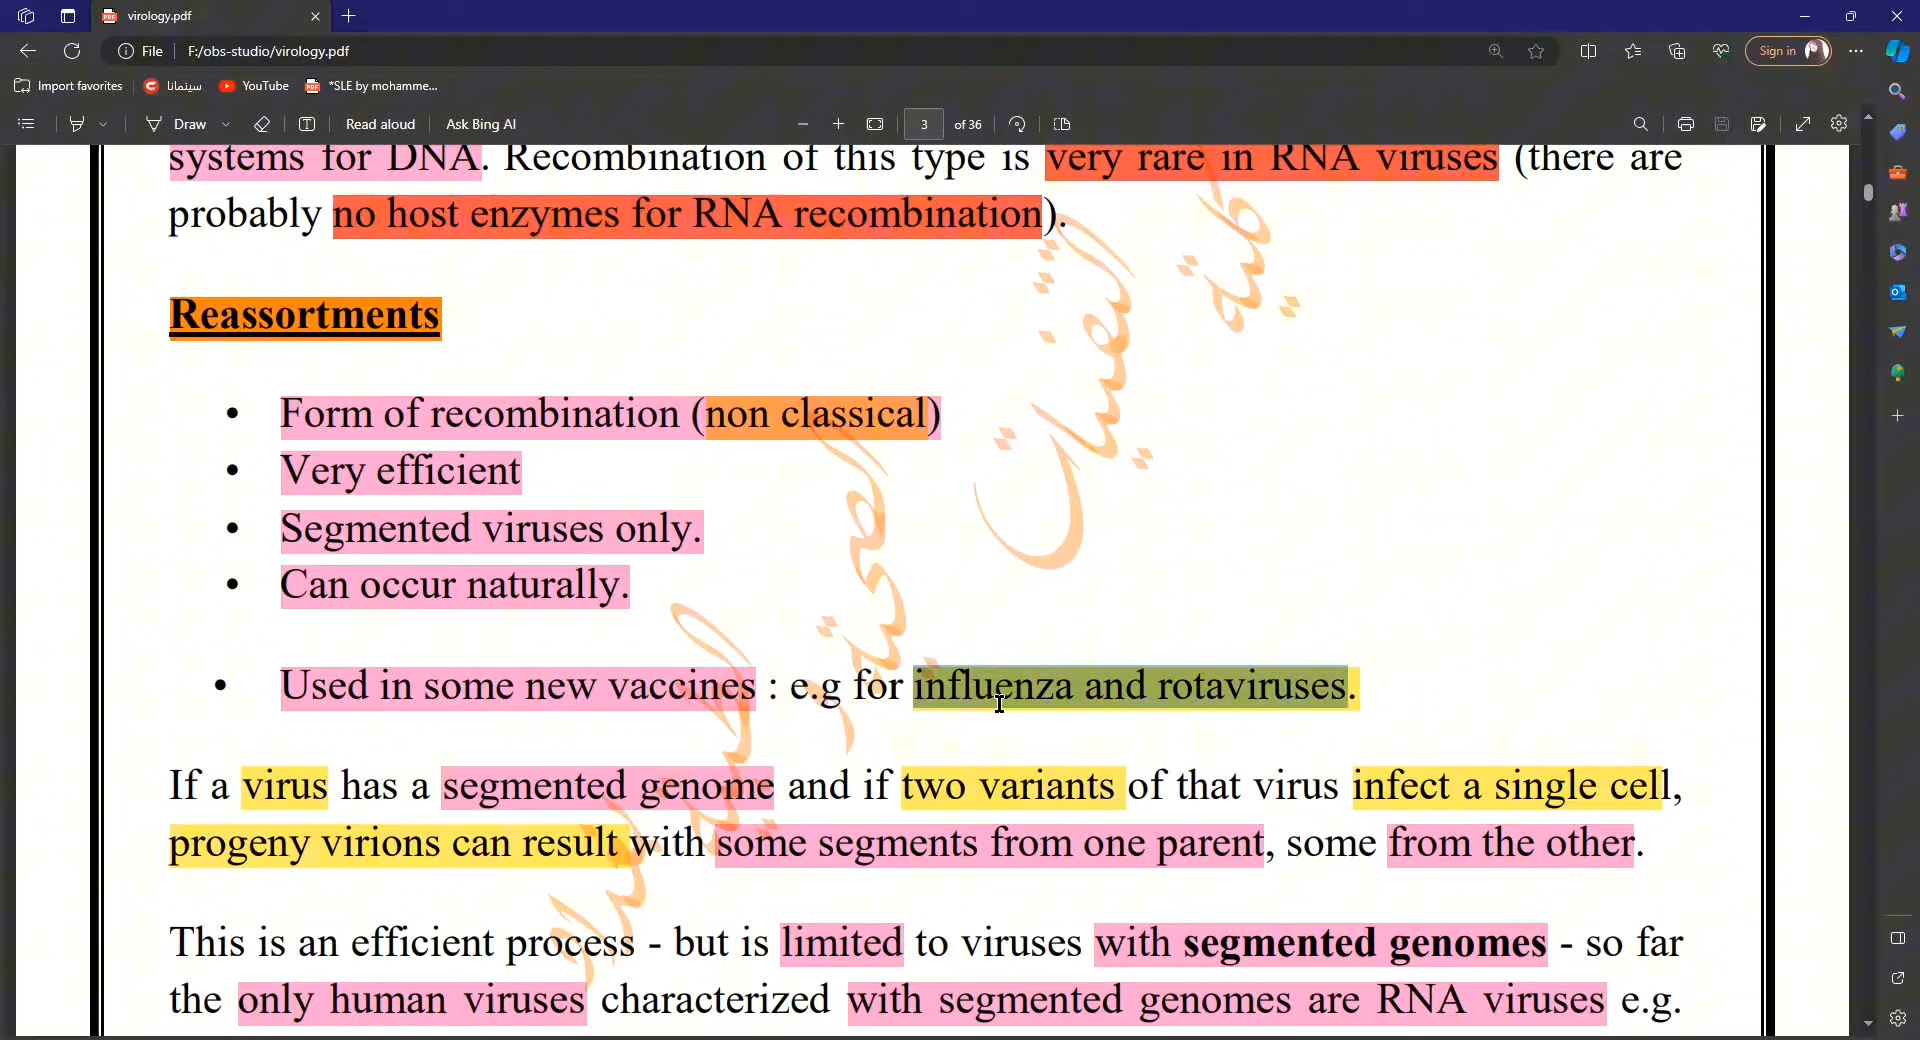 virology.pdf
File
F:/obs-studio/virology.pdf
Sign in
Import favorites
سينمانا
YouTube
*SLE by mohamme...
Draw
Read aloud
Ask Bing AI
3
of 36
systems for DNA. Recombination of this type is very rare in RNA viruses (there are
probably no host enzymes for RNA recombination).
Reassortments
• Form of recombination (non classical)
• Very efficient
• Segmented viruses only.
• Can occur naturally.
• Used in some new vaccines : e.g for influenza and rotaviruses.
If a virus has a segmented genome and if two variants of that virus infect a single cell,
progeny virions can result with some segments from one parent, some from the other.
This is an efficient process - but is limited to viruses with segmented genomes - so far
the only human viruses characterized with segmented genomes are RNA viruses e.g.